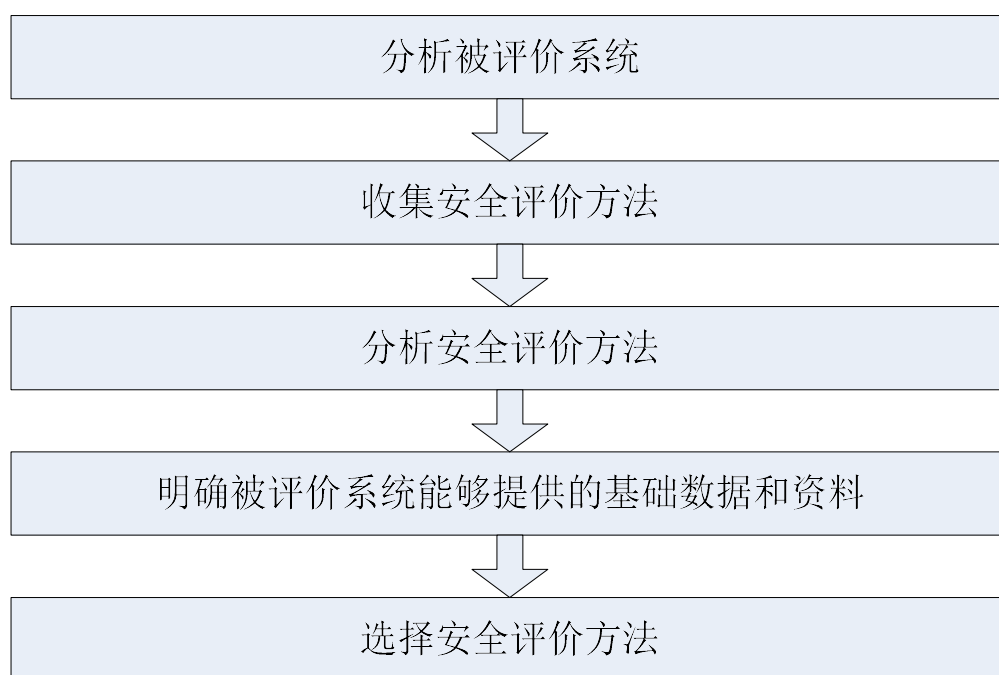 分析被评价系统
收集安全评价方法
分析安全评价方法
明确被评价系统能够提供的基础数据和资料
选择安全评价方法